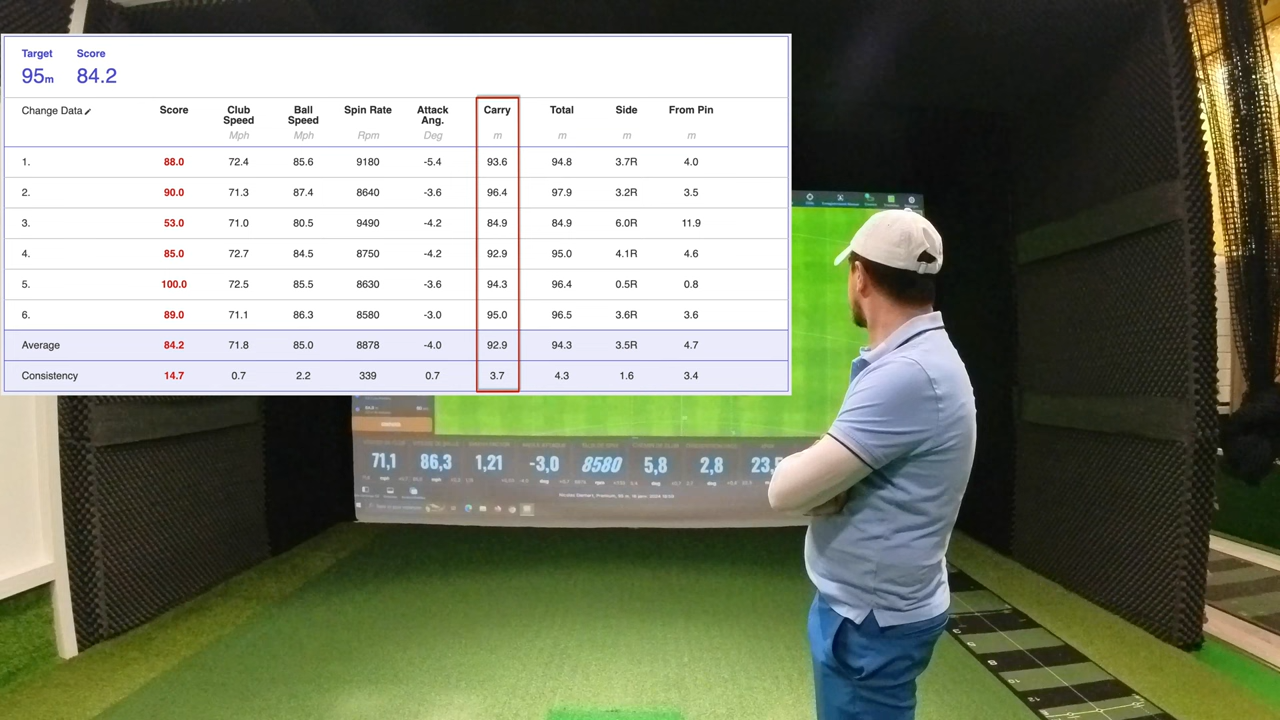 Target Score
95m 84.2
Change Data Score Club Speed Ball Speed Spin Rate Attack Ang. Carry Total Side From Pin
Mph Mph Rpm Deg m m m m
1. 88.0 72.4 85.6 9180 -5.4 93.6 94.8 3.7R 4.0
2. 90.0 71.3 87.4 8640 -3.6 96.4 97.9 3.2R 3.5
3. 53.0 71.0 80.5 9490 -4.2 84.9 84.9 6.0R 11.9
4. 85.0 72.7 84.5 8750 -4.2 92.9 95.0 4.1R 4.6
5. 100.0 72.5 85.5 8630 -3.6 94.3 96.4 0.5R 0.8
6. 89.0 71.1 86.3 8580 -3.0 95.0 96.5 3.6R 3.6
Average 84.2 71.8 85.0 8878 -4.0 92.9 94.3 3.5R 4.7
Consistency 14.7 0.7 2.2 339 0.7 3.7 4.3 1.6 3.4
71,1 86,3 1,21 -3,0 8580 5,8 2,8 23,5